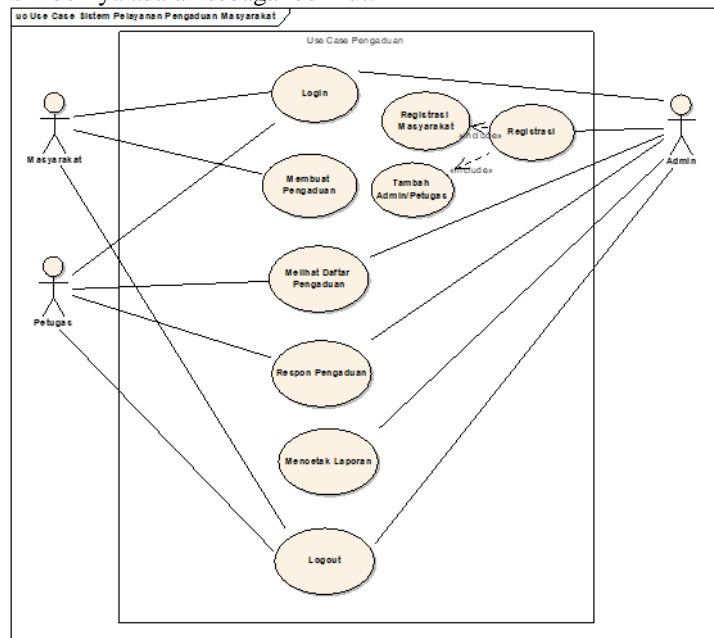 uc Use Case Sistem Pelayanan Pengaduan Masyarakat
Use Case Pengaduan
Login
Registrasi
Masyarakat
«include»
Registrasi
Masyarakat
Admin
Membuat
Pengaduan
Tambah
Admin/Petugas
«include»
Melihat Daftar
Pengaduan
Petugas
Respon Pengaduan
Mencetak Laporan
Logout